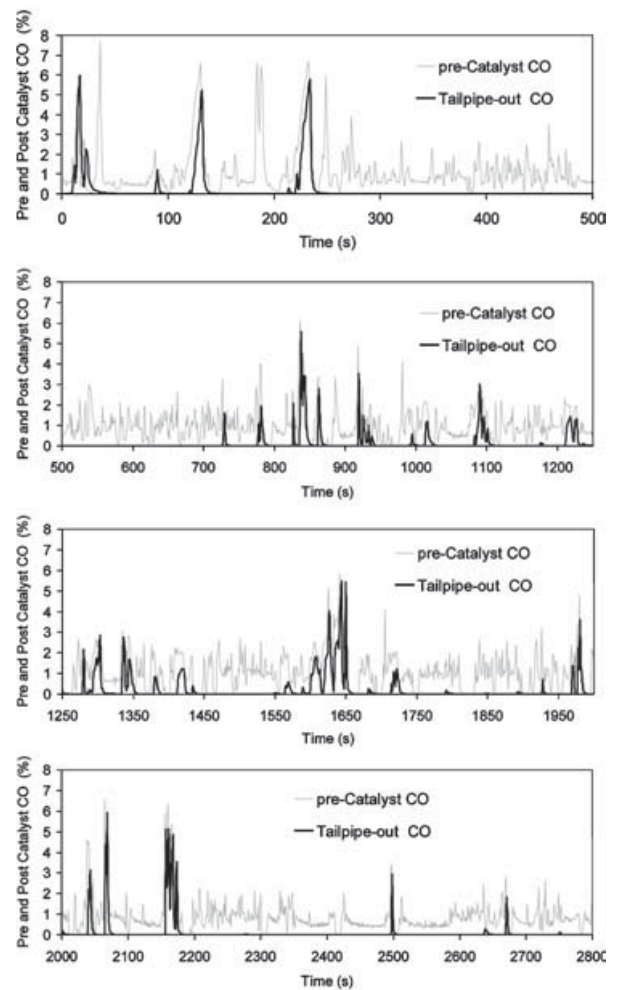 Pre and Post Catalyst CO (%)
8
7
6
5
4
3
2
1
0
pre-Catalyst CO
Tailpipe-out CO
0 100 200 300 400 500
Time (s)
Pre and Post Catalyst CO (%)
8
7
6
5
4
3
2
1
0
pre-Catalyst CO
Tailpipe-out CO
500 600 700 800 900 1000 1100 1200
Time (s)
Pre and Post Catalyst CO (%)
8
7
6
5
4
3
2
1
0
pre-Catalyst CO
Tailpipe-out CO
1250 1350 1450 1550 1650 1750 1850 1950
Time (s)
Pre and Post Catalyst CO (%)
8
7
6
5
4
3
2
1
0
pre-Catalyst CO
Tailpipe-out CO
2000 2100 2200 2300 2400 2500 2600 2700 2800
Time (s)